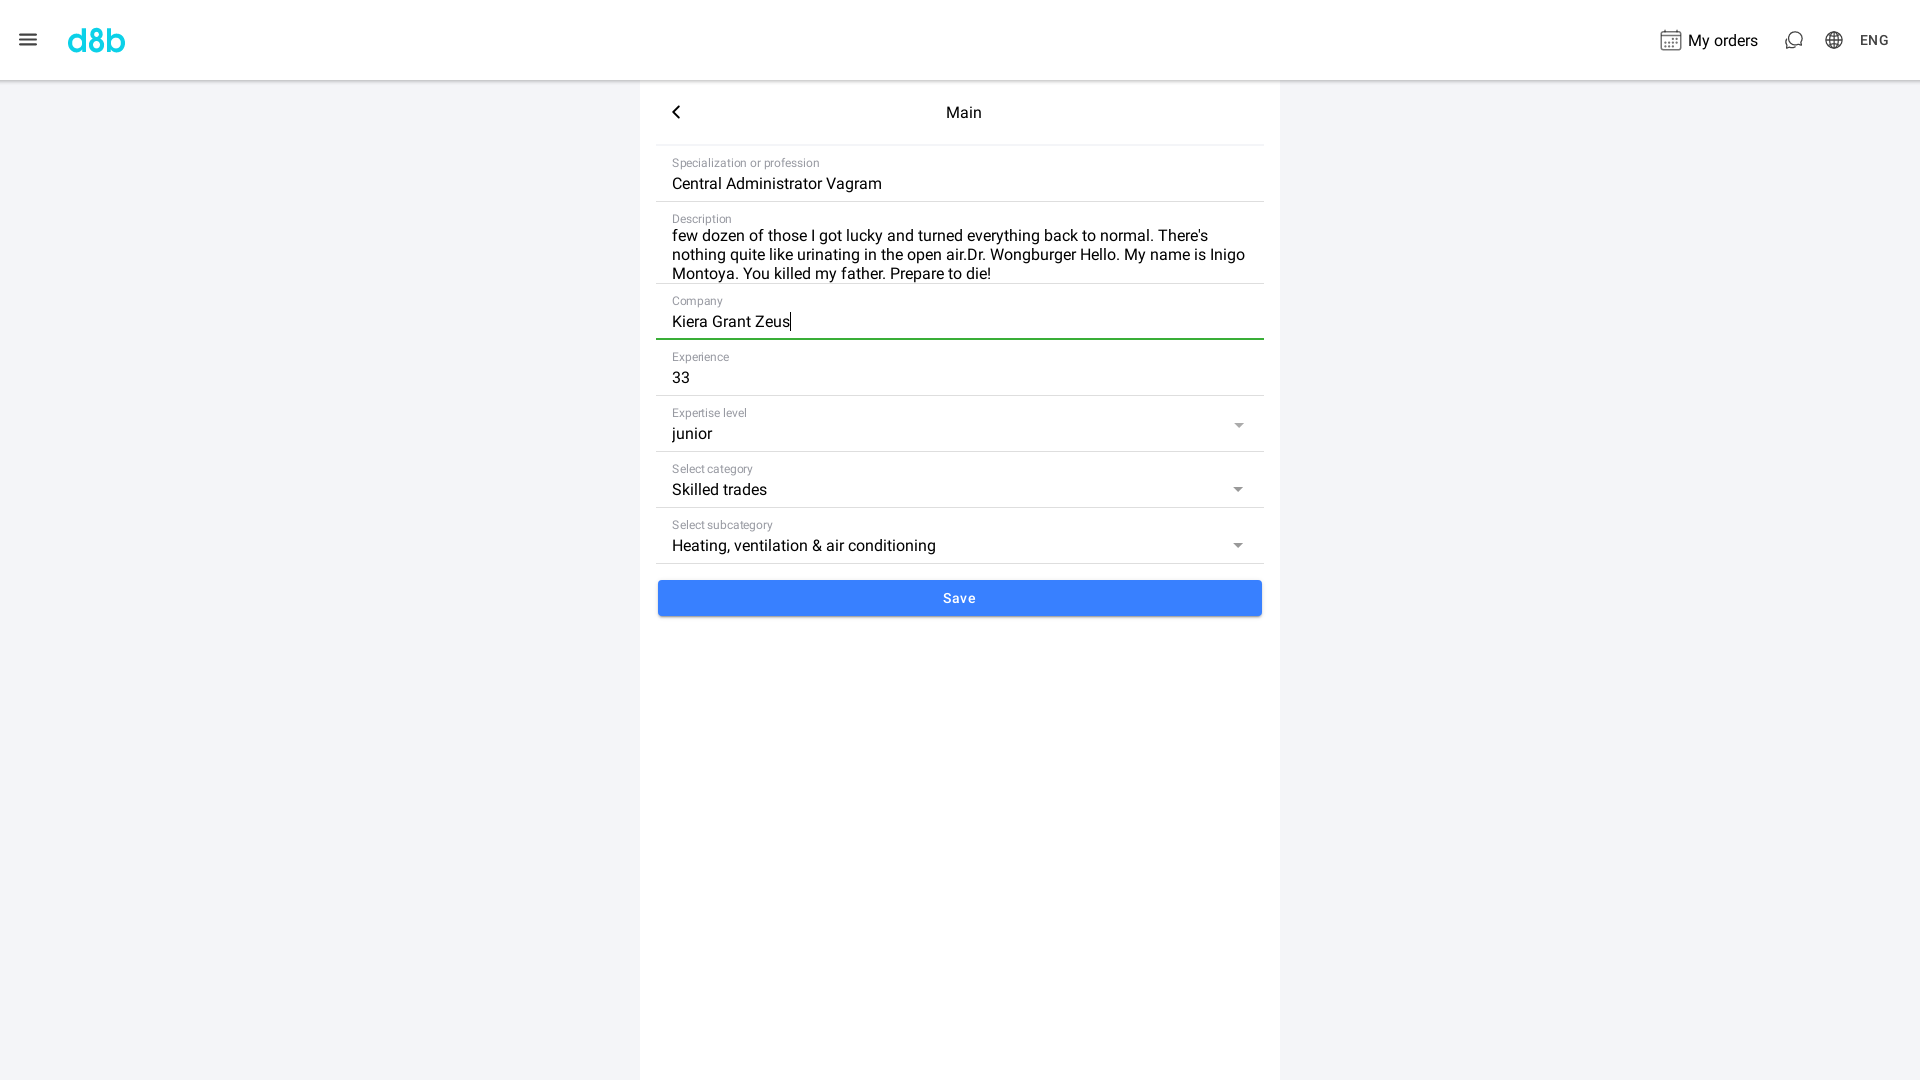 d8b
My orders
ENG
Main
Specialization or profession
Central Administrator Vagram
Description
few dozen of those I got lucky and turned everything back to normal. There's
nothing quite like urinating in the open air.Dr. Wongburger Hello. My name is Inigo
Montoya. You killed my father. Prepare to die!
Company
Kiera Grant Zeus
Experience
33
Expertise level
junior
Select category
Skilled trades
Select subcategory
Heating, ventilation & air conditioning
Save